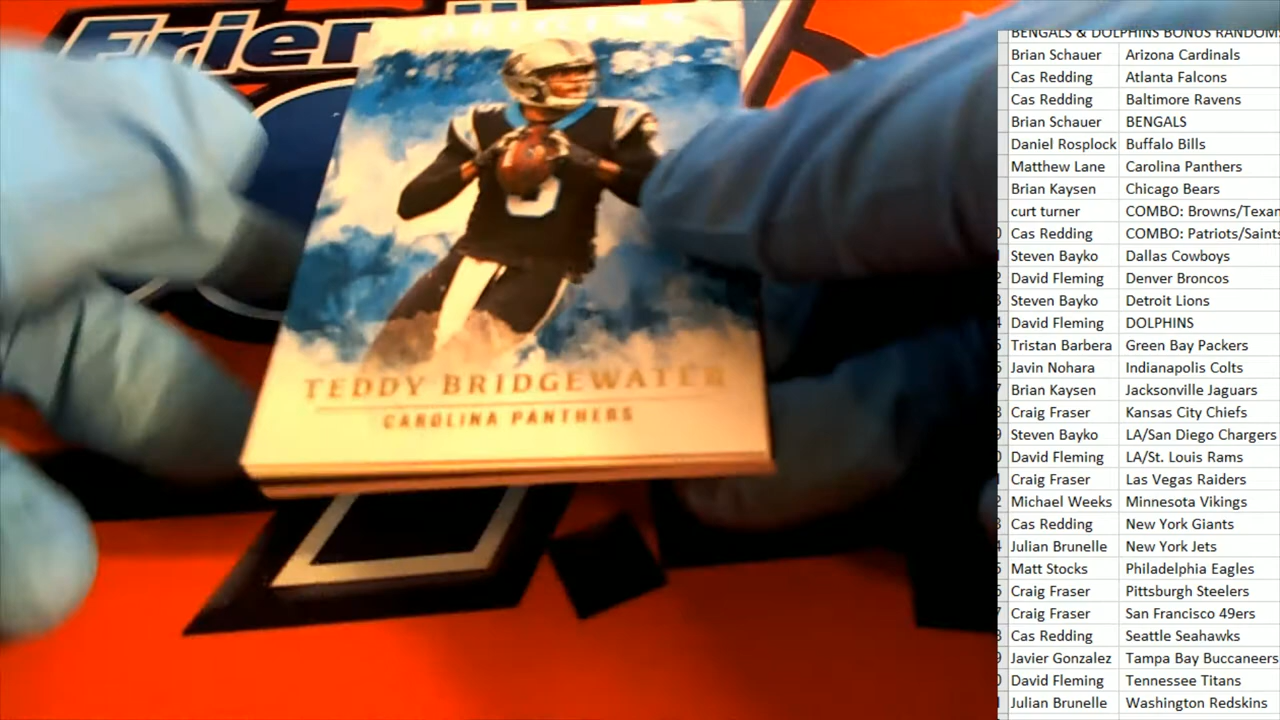 Frien
TEDDY BRIDGEWATER
CAROLINA PANTHERS
BENGALS & DOLPHINS BONUS RANDOM
Brian Schauer Arizona Cardinals
Cas Redding Atlanta Falcons
Cas Redding Baltimore Ravens
Brian Schauer BENGALS
Daniel Rosplock Buffalo Bills
Matthew Lane Carolina Panthers
Brian Kaysen Chicago Bears
curt turner COMBO: Browns/Texan
Cas Redding COMBO: Patriots/Saints
Steven Bayko Dallas Cowboys
David Fleming Denver Broncos
Steven Bayko Detroit Lions
David Fleming DOLPHINS
Tristan Barbera Green Bay Packers
Javin Nohara Indianapolis Colts
Brian Kaysen Jacksonville Jaguars
Craig Fraser Kansas City Chiefs
Steven Bayko LA/San Diego Chargers
David Fleming LA/St. Louis Rams
Craig Fraser Las Vegas Raiders
Michael Weeks Minnesota Vikings
Cas Redding New York Giants
Julian Brunelle New York Jets
Matt Stocks Philadelphia Eagles
Craig Fraser Pittsburgh Steelers
Craig Fraser San Francisco 49ers
Cas Redding Seattle Seahawks
Javier Gonzalez Tampa Bay Buccaneers
David Fleming Tennessee Titans
Julian Brunelle Washington Redskins